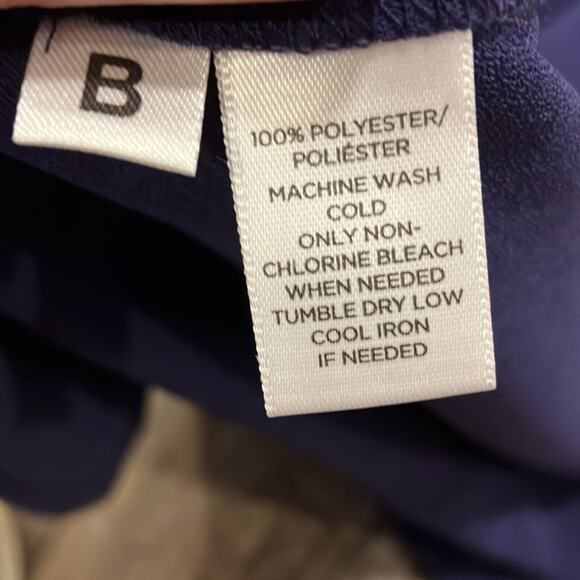 B
100% POLYESTER/
POLIÉSTER
MACHINE WASH
COLD
ONLY NON-
CHLORINE BLEACH
WHEN NEEDED
TUMBLE DRY LOW
COOL IRON
IF NEEDED